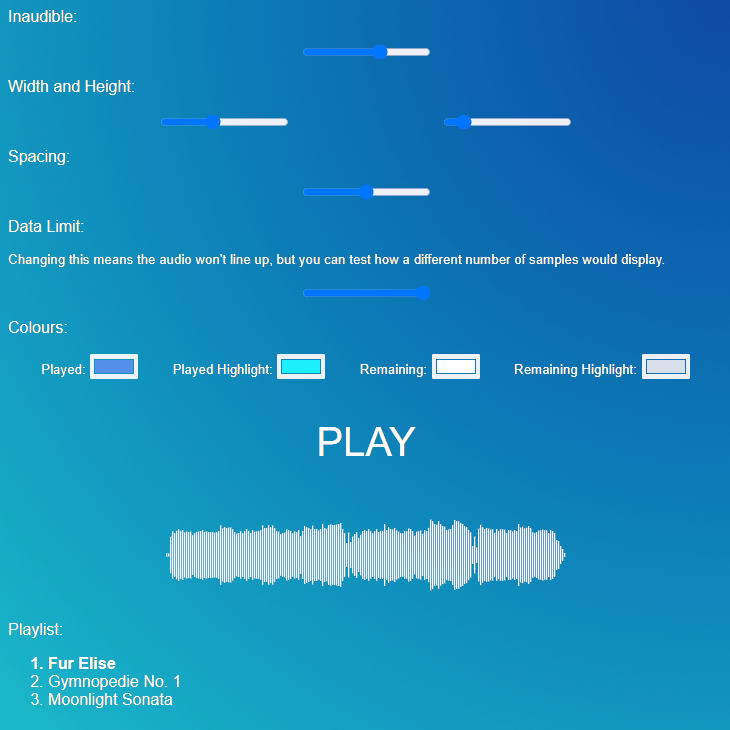 Inaudible:
Width and Height:
Spacing:
Data Limit:
Changing this means the audio won't line up, but you can test how a different number of samples would display.
Colours:
Played: Played Highlight: Remaining: Remaining Highlight:
PLAY
Playlist:
1. Fur Elise
2. Gymnopedie No. 1
3. Moonlight Sonata